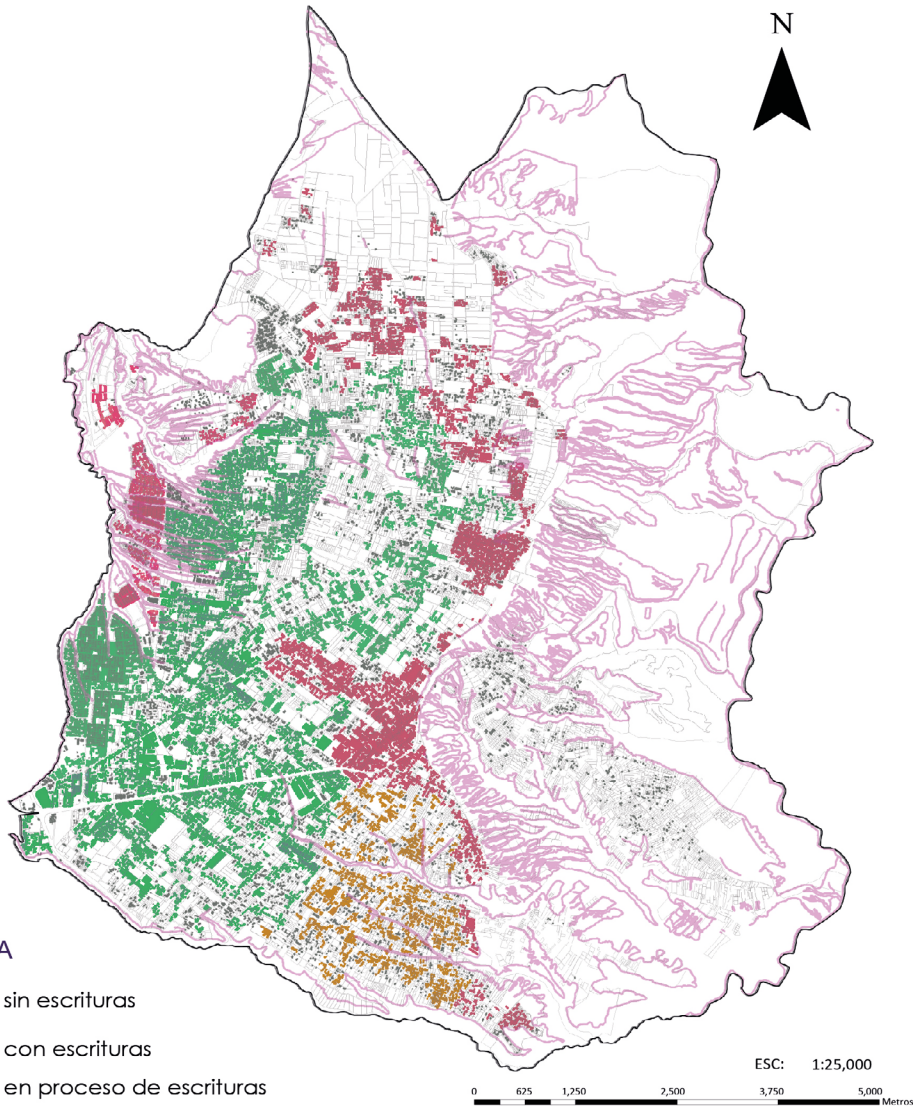 N
A
sin escrituras
con escrituras
en proceso de escrituras
ESC: 1:25,000
0 625 1,250 2,500 3,750 5,000
Metros